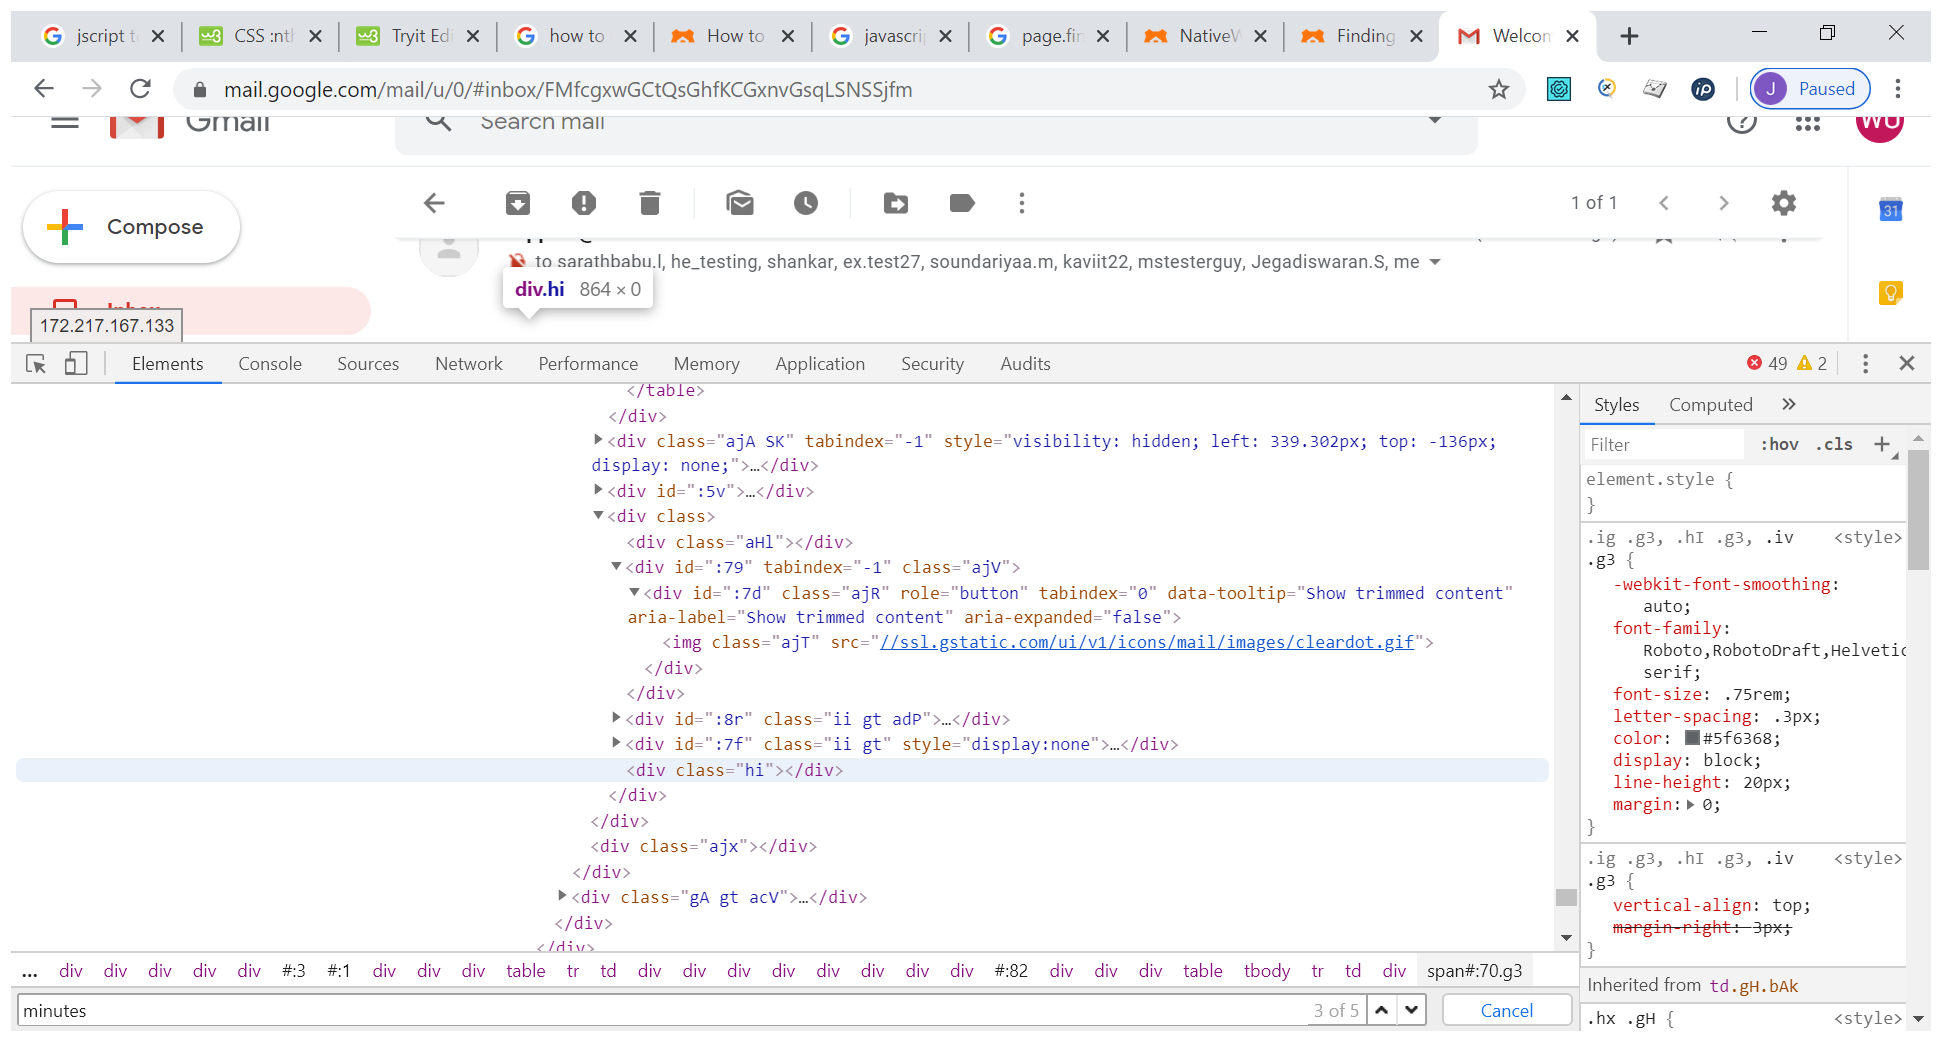 jscript t
CSS :nth
Tryit Edi
how to
How to
javascrip
page.fin
NativeW
Finding
Welcom
mail.google.com/mail/u/0/#inbox/FMfcgxwGCtQsGhfKCGxnvGsqLSNSSjfm
iP
J Paused
Gmail
Search mail
WU
Compose
1 of 1
31
to sarathbabu.l, he_testing, shankar, ex.test27, soundariyaa.m, kaviit22, mstesterguy, Jegadiswaran.S, me
div.hi 864 × 0
Inbox
172.217.167.133
Elements Console Sources Network Performance Memory Application Security Audits 49 2
</table>
</div>
<div class="ajA SK" tabindex="-1" style="visibility: hidden; left: 339.302px; top: -136px;
display: none;">…</div>
<div id=":5v">…</div>
<div class>
<div class="aHl"></div>
<div id=":79" tabindex="-1" class="ajV">
<div id=":7d" class="ajR" role="button" tabindex="0" data-tooltip="Show trimmed content"
aria-label="Show trimmed content" aria-expanded="false">
<img class="ajT" src="//ssl.gstatic.com/ui/v1/icons/mail/images/cleardot.gif">
</div>
</div>
<div id=":8r" class="ii gt adP">…</div>
<div id=":7f" class="ii gt" style="display:none">…</div>
<div class="hi"></div>
</div>
</div>
<div class="ajx"></div>
</div>
<div class="gA gt acV">…</div>
</div>
</div>
... div div div div div #:3 #:1 div div div table tr td div div div div div div div div #:82 div div div table tbody tr td div span#:70.g3
minutes 3 of 5 Cancel
Styles Computed »
Filter :hov .cls +
element.style {
}
.ig .g3, .hI .g3, .iv <style>
.g3 {
-webkit-font-smoothing:
auto;
font-family:
Roboto,RobotoDraft,Helvetic
serif;
font-size: .75rem;
letter-spacing: .3px;
color: #5f6368;
display: block;
line-height: 20px;
margin: 0;
}
.ig .g3, .hI .g3, .iv <style>
.g3 {
vertical-align: top;
margin-right: 3px;
}
Inherited from td.gH.bAk
.hx .gH { <style>